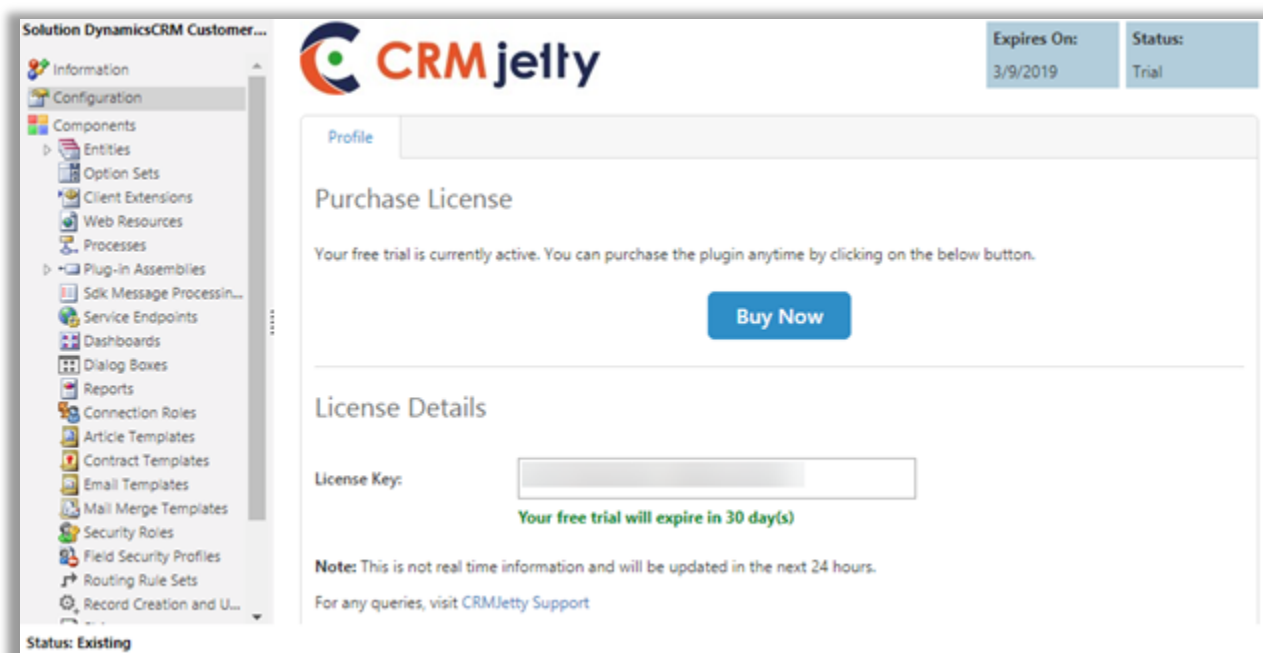 Solution DynamicsCRM Customer...
Information
Configuration
Components
Entities
Option Sets
Client Extensions
Web Resources
Processes
Plug-in Assemblies
Sdk Message Processin...
Service Endpoints
Dashboards
Dialog Boxes
Reports
Connection Roles
Article Templates
Contract Templates
Email Templates
Mail Merge Templates
Security Roles
Field Security Profiles
Routing Rule Sets
Record Creation and U...
Status: Existing
CRMjetty
Expires On:
3/9/2019
Status:
Trial
Profile
Purchase License
Your free trial is currently active. You can purchase the plugin anytime by clicking on the below button.
Buy Now
License Details
License Key:
Your free trial will expire in 30 day(s)
Note: This is not real time information and will be updated in the next 24 hours.
For any queries, visit CRMJetty Support